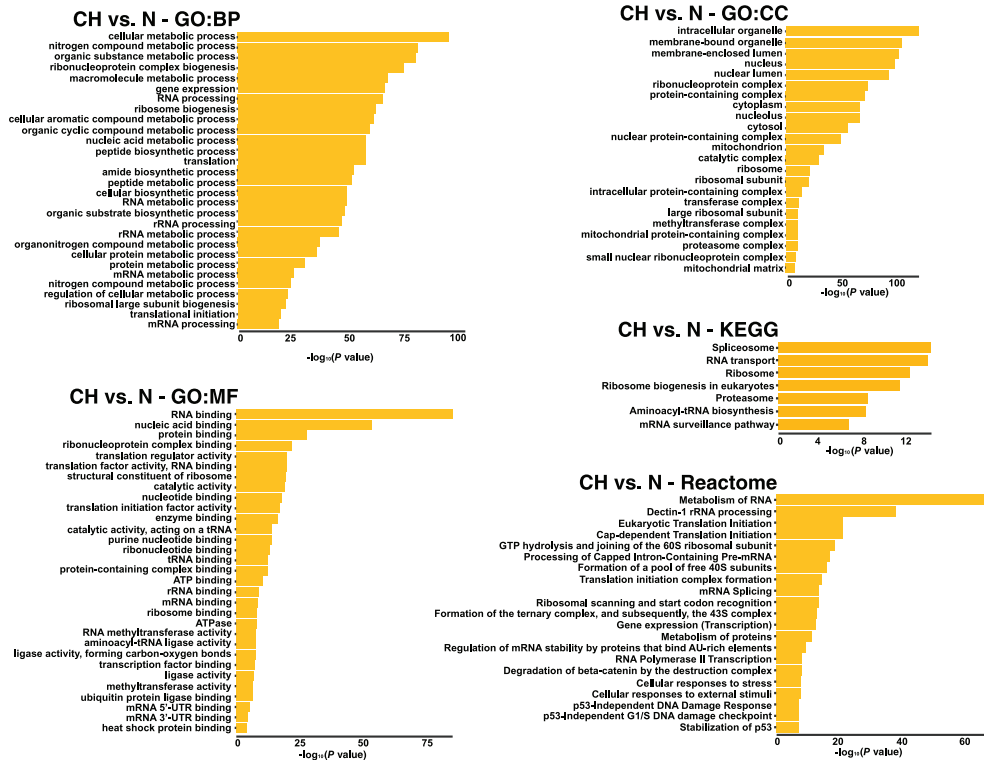 CH vs. N - GO:BP
cellular metabolic process
nitrogen compound metabolic process
organic substance metabolic process
ribonucleoprotein complex biogenesis
macromolecule metabolic process
gene expression
RNA processing
ribosome biogenesis
cellular aromatic compound metabolic process
organic cyclic compound metabolic process
nucleic acid metabolic process
peptide biosynthetic process
translation
amide biosynthetic process
peptide metabolic process
cellular biosynthetic process
RNA metabolic process
organic substrate biosynthetic process
rRNA processing
rRNA metabolic process
organonitrogen compound metabolic process
cellular protein metabolic process
protein metabolic process
mRNA metabolic process
nitrogen compound metabolic process
regulation of cellular metabolic process
ribosomal large subunit biogenesis
translational initiation
mRNA processing
0 25 50 75 100
-log₁₀(P value)
CH vs. N - GO:MF
RNA binding
nucleic acid binding
protein binding
ribonucleoprotein complex binding
translation regulator activity
translation factor activity, RNA binding
structural constituent of ribosome
catalytic activity
nucleotide binding
translation initiation factor activity
enzyme binding
catalytic activity, acting on a tRNA
purine nucleotide binding
ribonucleotide binding
tRNA binding
protein-containing complex binding
ATP binding
rRNA binding
mRNA binding
ribosome binding
ATPase
RNA methyltransferase activity
aminoacyl-tRNA ligase activity
ligase activity, forming carbon-oxygen bonds
transcription factor binding
ligase activity
methyltransferase activity
ubiquitin protein ligase binding
mRNA 5'-UTR binding
mRNA 3'-UTR binding
heat shock protein binding
0 25 50 75
-log₁₀(P value)
CH vs. N - GO:CC
intracellular organelle
membrane-bound organelle
membrane-enclosed lumen
nucleus
nuclear lumen
ribonucleoprotein complex
protein-containing complex
cytoplasm
nucleolus
cytosol
nuclear protein-containing complex
mitochondrion
catalytic complex
ribosome
ribosomal subunit
intracellular protein-containing complex
transferase complex
large ribosomal subunit
methyltransferase complex
mitochondrial protein-containing complex
proteasome complex
small nuclear ribonucleoprotein complex
mitochondrial matrix
0 50 100
-log₁₀(P value)
CH vs. N - KEGG
Spliceosome
RNA transport
Ribosome
Ribosome biogenesis in eukaryotes
Proteasome
Aminoacyl-tRNA biosynthesis
mRNA surveillance pathway
0 4 8 12
-log₁₀(P value)
CH vs. N - Reactome
Metabolism of RNA
Dectin-1 rRNA processing
Eukaryotic Translation Initiation
Cap-dependent Translation Initiation
GTP hydrolysis and joining of the 60S ribosomal subunit
Processing of Capped Intron-Containing Pre-mRNA
Formation of a pool of free 40S subunits
Translation initiation complex formation
mRNA Splicing
Ribosomal scanning and start codon recognition
Formation of the ternary complex, and subsequently, the 43S complex
Gene expression (Transcription)
Metabolism of proteins
Regulation of mRNA stability by proteins that bind AU-rich elements
RNA Polymerase II Transcription
Degradation of beta-catenin by the destruction complex
Cellular responses to stress
Cellular responses to external stimuli
p53-Independent DNA Damage Response
p53-Independent G1/S DNA damage checkpoint
Stabilization of p53
0 20 40 60
-log₁₀(P value)